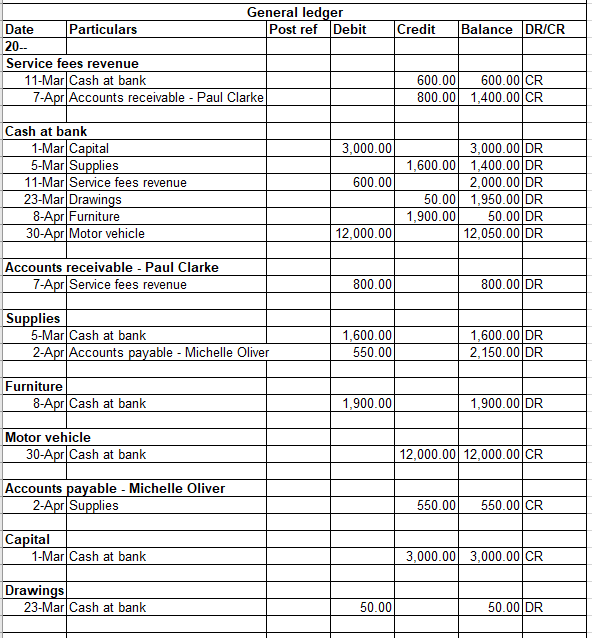 General ledger
Date Particulars Post ref Debit Credit Balance DR/CR
20--
Service fees revenue
11-Mar Cash at bank 600.00 600.00 CR
7-Apr Accounts receivable - Paul Clarke 800.00 1,400.00 CR
Cash at bank
1-Mar Capital 3,000.00 3,000.00 DR
5-Mar Supplies 1,600.00 1,400.00 DR
11-Mar Service fees revenue 600.00 2,000.00 DR
23-Mar Drawings 50.00 1,950.00 DR
8-Apr Furniture 1,900.00 50.00 DR
30-Apr Motor vehicle 12,000.00 12,050.00 DR
Accounts receivable - Paul Clarke
7-Apr Service fees revenue 800.00 800.00 DR
Supplies
5-Mar Cash at bank 1,600.00 1,600.00 DR
2-Apr Accounts payable - Michelle Oliver 550.00 2,150.00 DR
Furniture
8-Apr Cash at bank 1,900.00 1,900.00 DR
Motor vehicle
30-Apr Cash at bank 12,000.00 12,000.00 CR
Accounts payable - Michelle Oliver
2-Apr Supplies 550.00 550.00 CR
Capital
1-Mar Cash at bank 3,000.00 3,000.00 CR
Drawings
23-Mar Cash at bank 50.00 50.00 DR